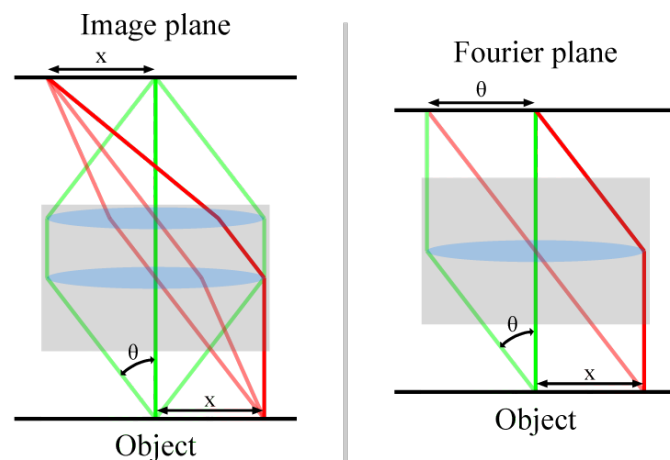 Image plane
x
θ
x
Object
Fourier plane
θ
θ
x
Object